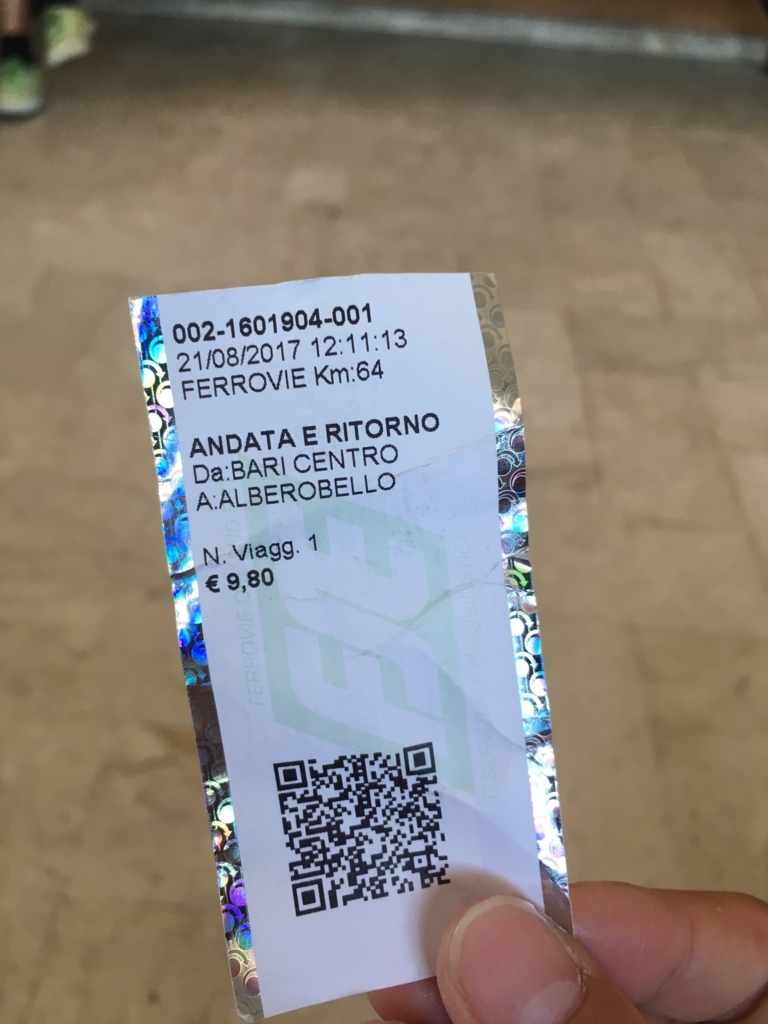 002-1601904-001
21/08/2017 12:11:13
FERROVIE Km:64
ANDATA E RITORNO
Da:BARI CENTRO
A:ALBEROBELLO
N. Viagg. 1
€ 9,80
FERROVIE